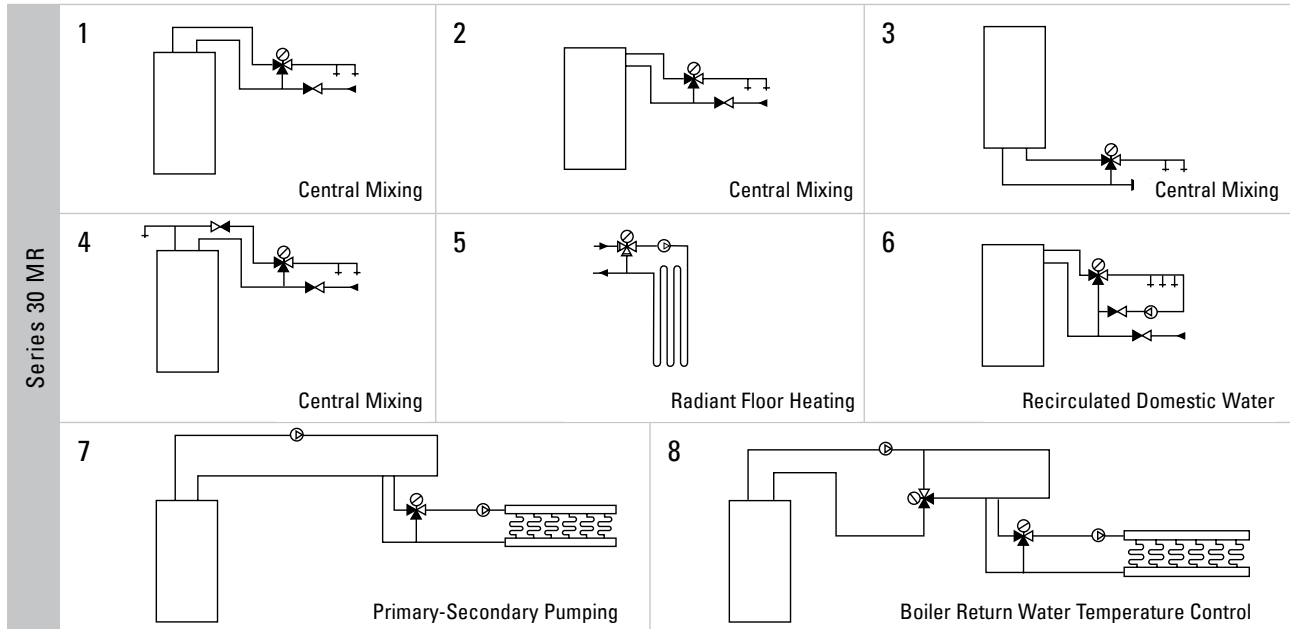 Series 30 MR
1
Central Mixing
2
Central Mixing
3
Central Mixing
4
Central Mixing
5
Radiant Floor Heating
6
Recirculated Domestic Water
7
Primary-Secondary Pumping
8
Boiler Return Water Temperature Control